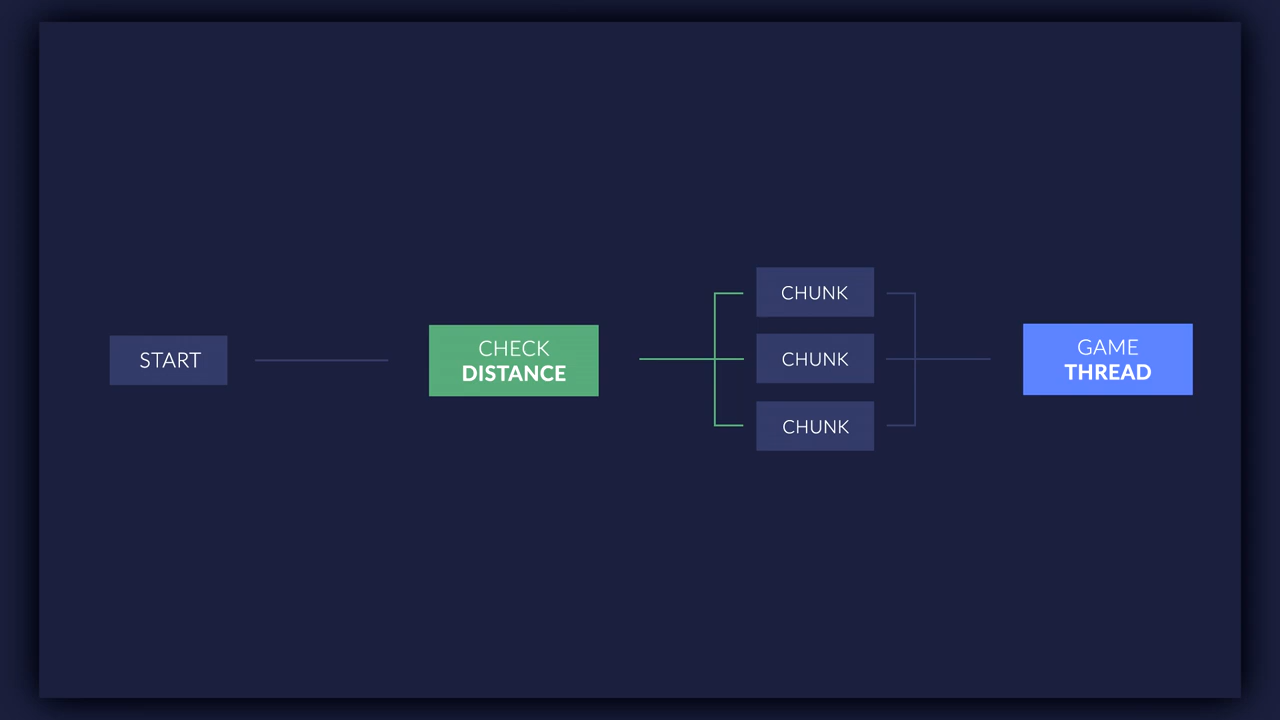 START
CHECK
DISTANCE
CHUNK
CHUNK
CHUNK
GAME
THREAD